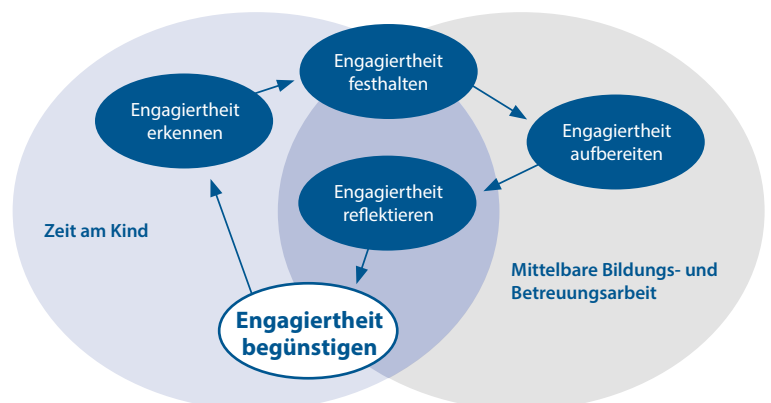 Engagiertheit
festhalten
Engagiertheit
erkennen
Engagiertheit
aufbereiten
Engagiertheit
reflektieren
Zeit am Kind
Mittelbare Bildungs- und
Betreuungsarbeit
Engagiertheit
begünstigen